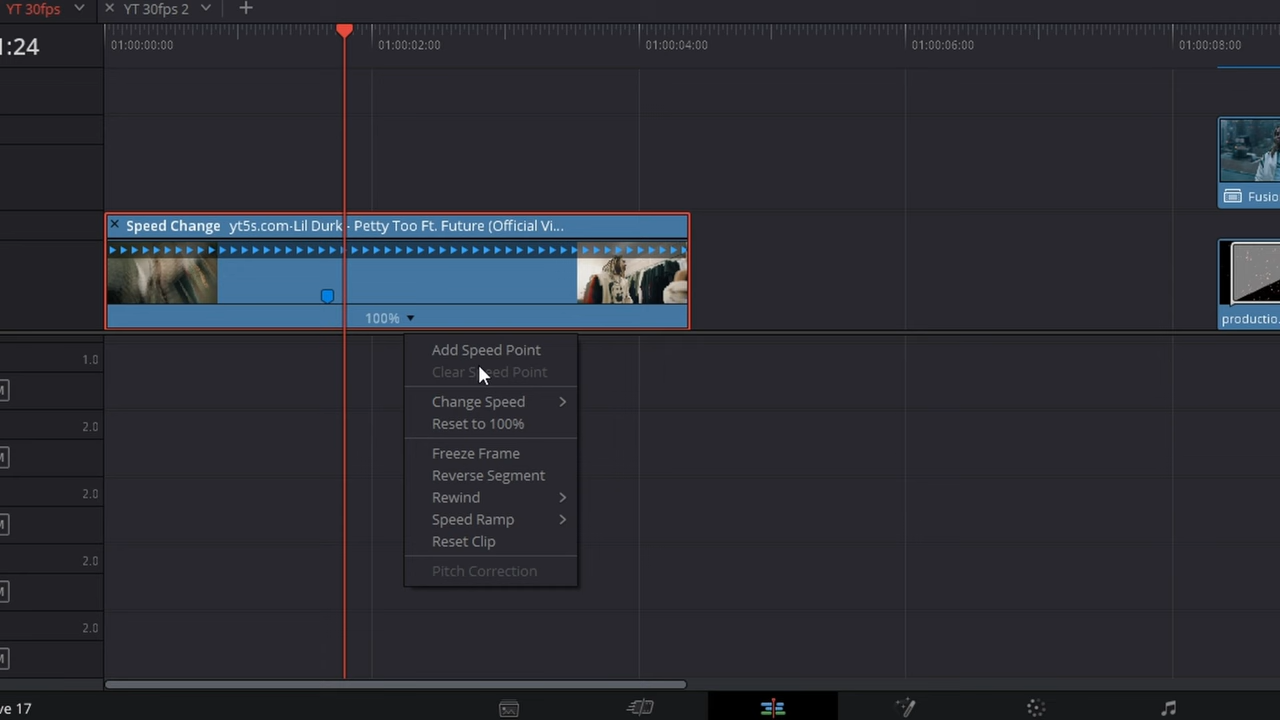 YT 30fps
YT 30fps 2
1:24
01:00:00:00
01:00:02:00
01:00:04:00
01:00:06:00
01:00:08:00
Fusio
Speed Change yt5s.com-Lil Durk - Petty Too Ft. Future (Official Vi...
100%
productio.
Add Speed Point
1.0
Clear Speed Point
M
Change Speed
Reset to 100%
2.0
Freeze Frame
M
Reverse Segment
2.0
Rewind
Speed Ramp
M
Reset Clip
2.0
Pitch Correction
M
2.0
M
ve 17